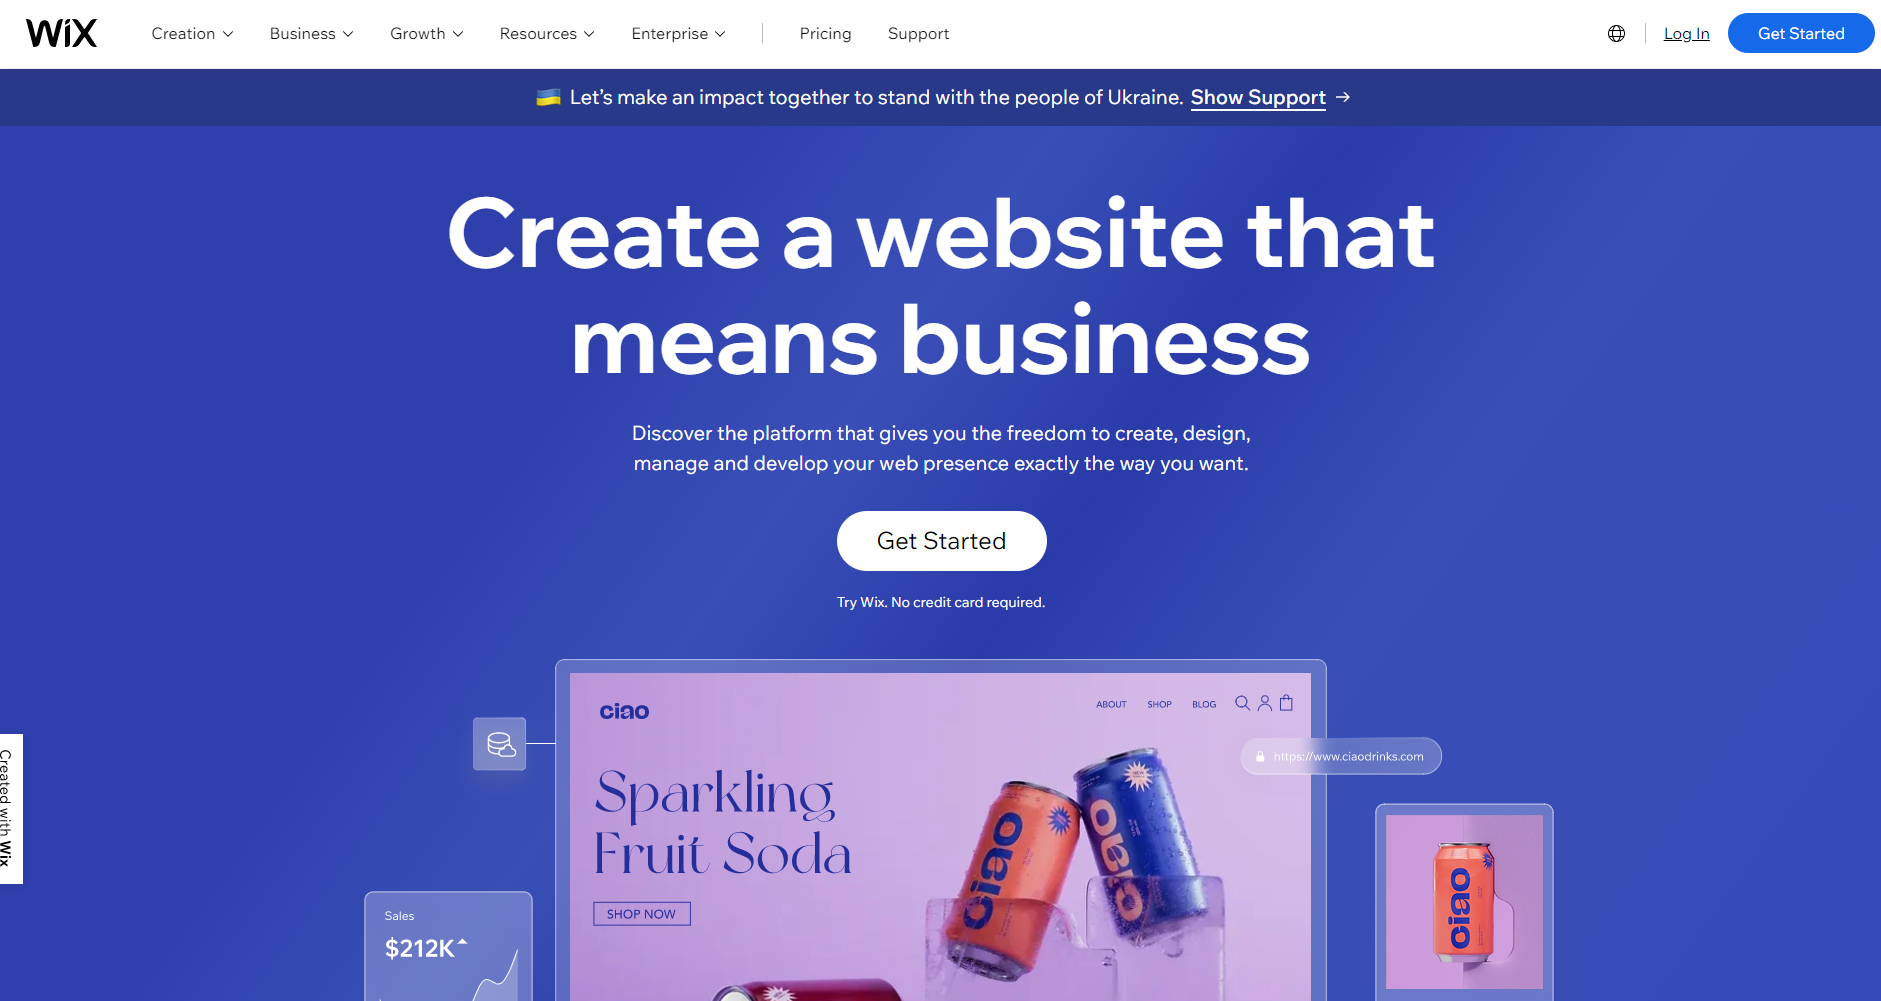 WiX
Creation
Business
Growth
Resources
Enterprise
Pricing
Support
Log In
Get Started
Let's make an impact together to stand with the people of Ukraine. Show Support →
Create a website that
means business
Discover the platform that gives you the freedom to create, design,
manage and develop your web presence exactly the way you want.
Get Started
Try Wix. No credit card required.
ciao
ABOUT
SHOP
BLOG
https://www.ciaodrinks.com
Sparkling
Fruit Soda
SHOP NOW
ciao
ciao
NEW
ciao
Created with Wix
Sales
$212K